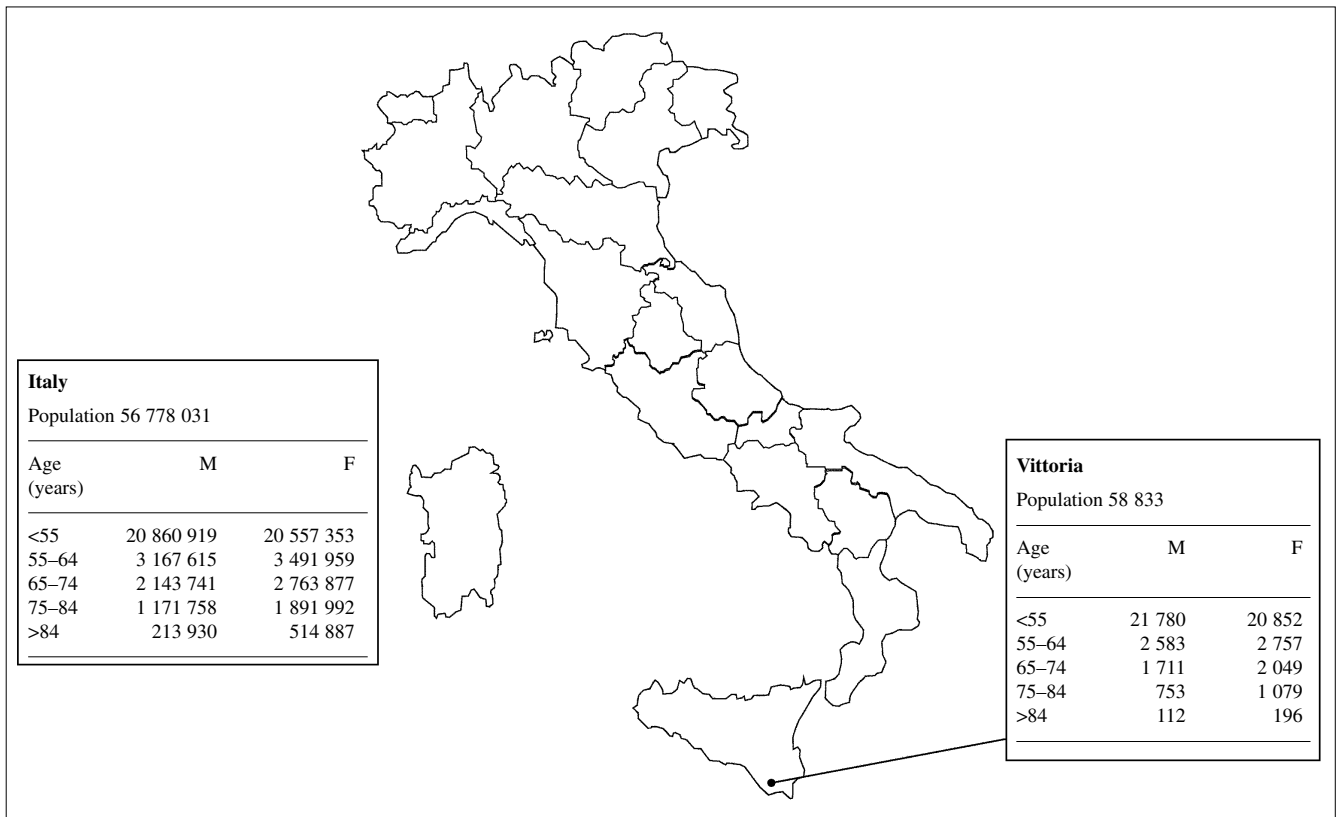 Italy
Population 56 778 031
Age M F
(years)
<55 20 860 919 20 557 353
55–64 3 167 615 3 491 959
65–74 2 143 741 2 763 877
75–84 1 171 758 1 891 992
>84 213 930 514 887
Vittoria
Population 58 833
Age M F
(years)
<55 21 780 20 852
55–64 2 583 2 757
65–74 1 711 2 049
75–84 753 1 079
>84 112 196